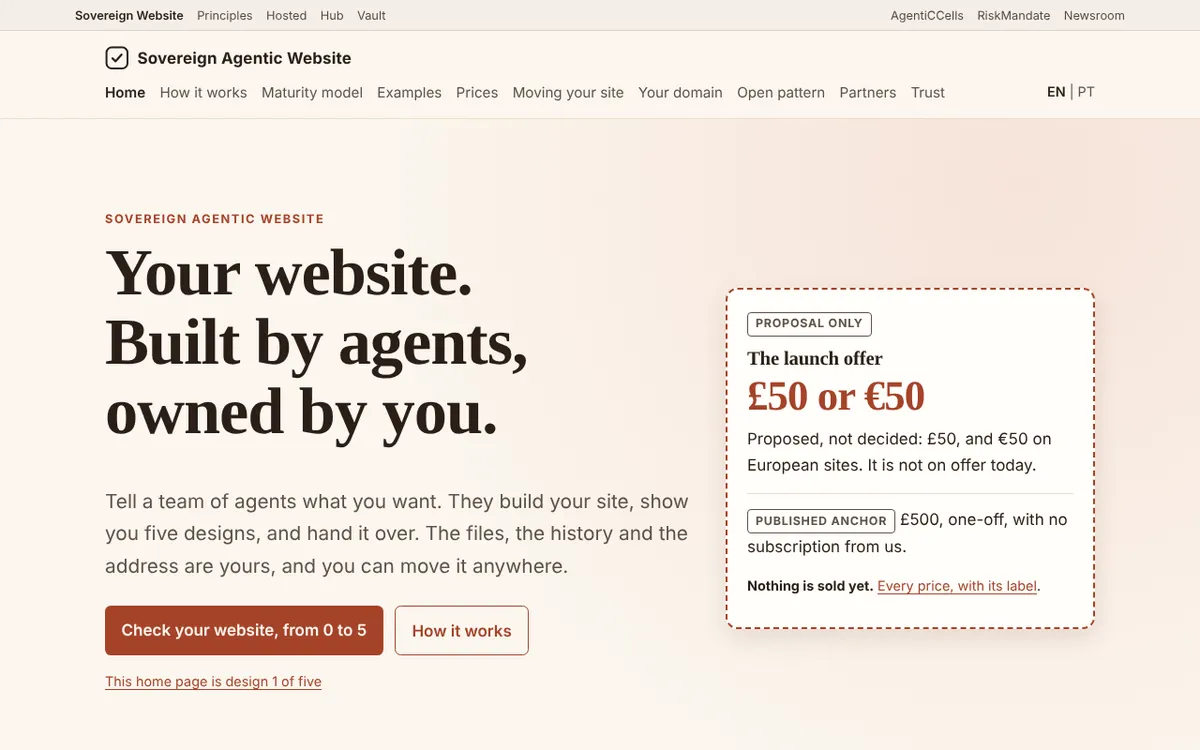 Sovereign Website Principles Hosted Hub Vault AgentiCCells RiskMandate Newsroom
Sovereign Agentic Website
Home How it works Maturity model Examples Prices Moving your site Your domain Open pattern Partners Trust EN | PT
SOVEREIGN AGENTIC WEBSITE
Your website.
Built by agents,
owned by you.
Tell a team of agents what you want. They build your site, show
you five designs, and hand it over. The files, the history and the
address are yours, and you can move it anywhere.
Check your website, from 0 to 5 How it works
This home page is design 1 of five
PROPOSAL ONLY
The launch offer
£50 or €50
Proposed, not decided: £50, and €50 on
European sites. It is not on offer today.
PUBLISHED ANCHOR £500, one-off, with no
subscription from us.
Nothing is sold yet. Every price, with its label.